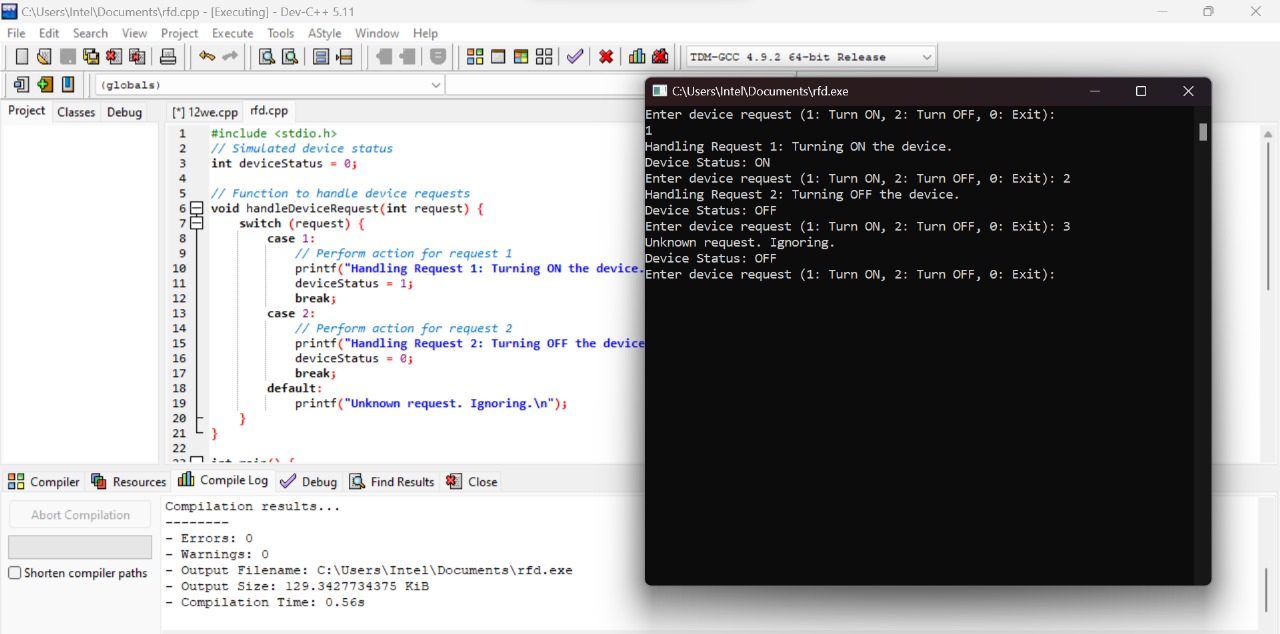 C:\Users\Intel\Documents\rfd.cpp - [Executing] - Dev-C++ 5.11
File Edit Search View Project Execute Tools AStyle Window Help
TDM-GCC 4.9.2 64-bit Release
(globals)
Project Classes Debug
[*] 12we.cpp rfd.cpp
1 #include <stdio.h>
2 // Simulated device status
3 int deviceStatus = 0;
4
5 // Function to handle device requests
6 void handleDeviceRequest(int request) {
7 switch (request) {
8 case 1:
9 // Perform action for request 1
10 printf("Handling Request 1: Turning ON the device.
11 deviceStatus = 1;
12 break;
13 case 2:
14 // Perform action for request 2
15 printf("Handling Request 2: Turning OFF the device
16 deviceStatus = 0;
17 break;
18 default:
19 printf("Unknown request. Ignoring.\n");
20 }
21 }
22
C:\Users\Intel\Documents\rfd.exe
Enter device request (1: Turn ON, 2: Turn OFF, 0: Exit):
1
Handling Request 1: Turning ON the device.
Device Status: ON
Enter device request (1: Turn ON, 2: Turn OFF, 0: Exit): 2
Handling Request 2: Turning OFF the device.
Device Status: OFF
Enter device request (1: Turn ON, 2: Turn OFF, 0: Exit): 3
Unknown request. Ignoring.
Device Status: OFF
Enter device request (1: Turn ON, 2: Turn OFF, 0: Exit):
Compiler Resources Compile Log Debug Find Results Close
Abort Compilation
Shorten compiler paths
Compilation results...
--------
- Errors: 0
- Warnings: 0
- Output Filename: C:\Users\Intel\Documents\rfd.exe
- Output Size: 129.3427734375 KiB
- Compilation Time: 0.56s